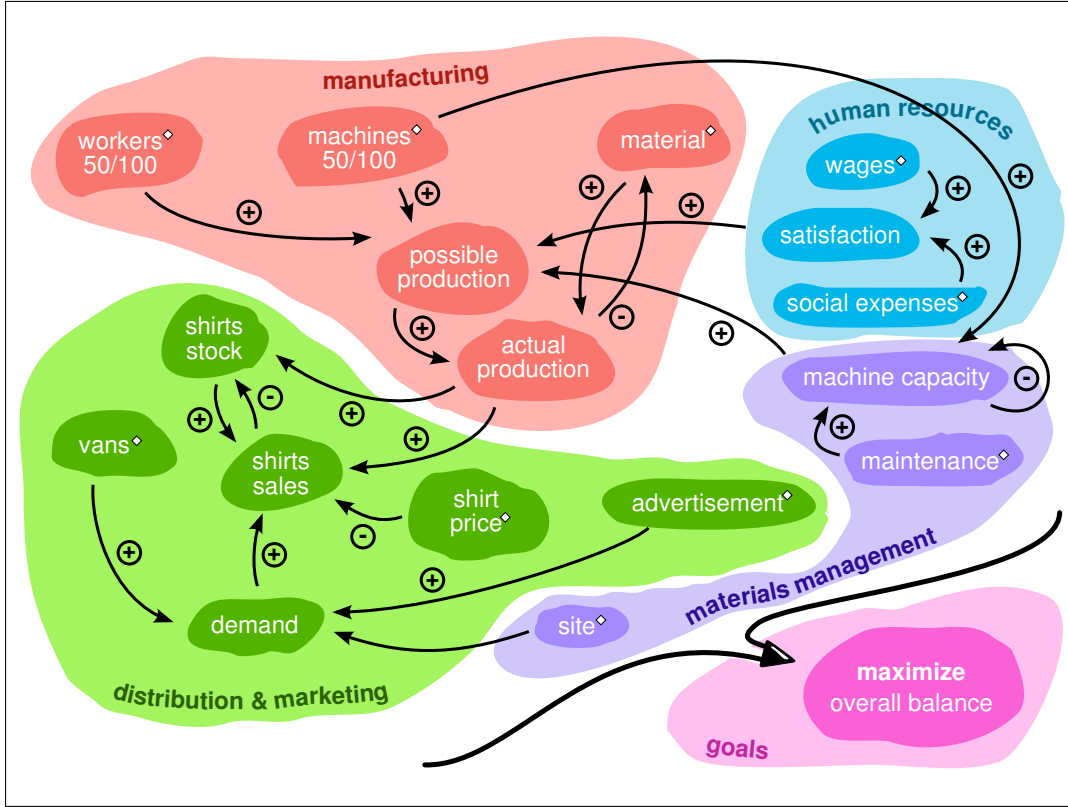 manufacturing
workers
50/100
machines
50/100
material
human resources
wages
satisfaction
social expenses
possible
production
actual
production
machine capacity
maintenance
materials management
site
shirts
stock
vans
shirts
sales
shirt
price
advertisement
demand
distribution & marketing
maximize
overall balance
goals
+
+
+
+
+
+
+
-
+
+
-
+
+
-
+
+
-
+
+
+